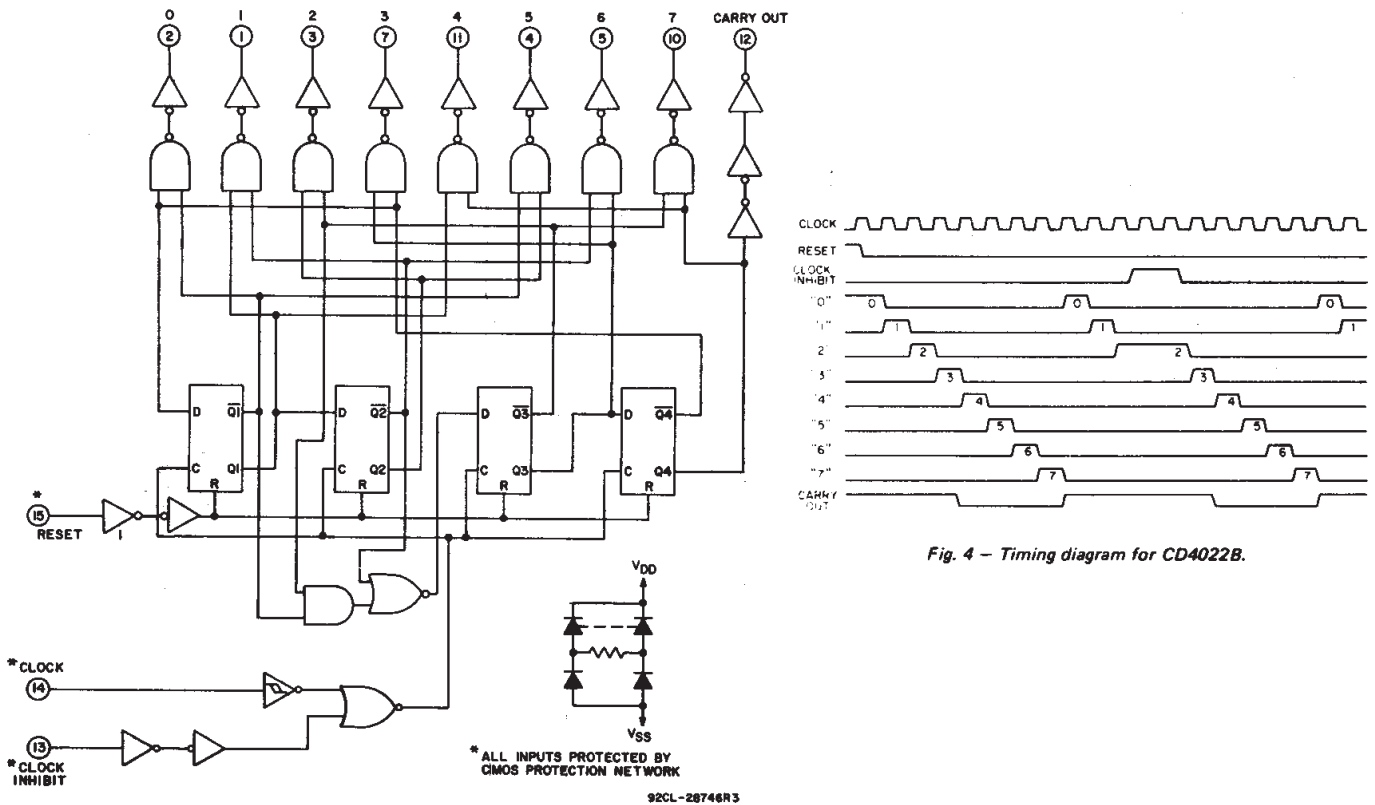 0 1 2 3 4 5 6 7 CARRY OUT
2 1 3 7 11 4 5 10 12
D Q1 C Q1 R
D Q2 C Q2 R
D Q3 C Q3 R
D Q4 C Q4 R
*
15
RESET
1
*CLOCK
14
13
*CLOCK
INHIBIT
VDD
VSS
*ALL INPUTS PROTECTED BY
CMOS PROTECTION NETWORK
92CL-28746R3
CLOCK
RESET
CLOCK
INHIBIT
"0" 0 0 0
"1" 1 1 1
2 2 2
"3" 3 3
"4" 4 4
"5" 5 5
"6" 6 6
"7" 7 7
CARRY
OUT
Fig. 4 – Timing diagram for CD4022B.